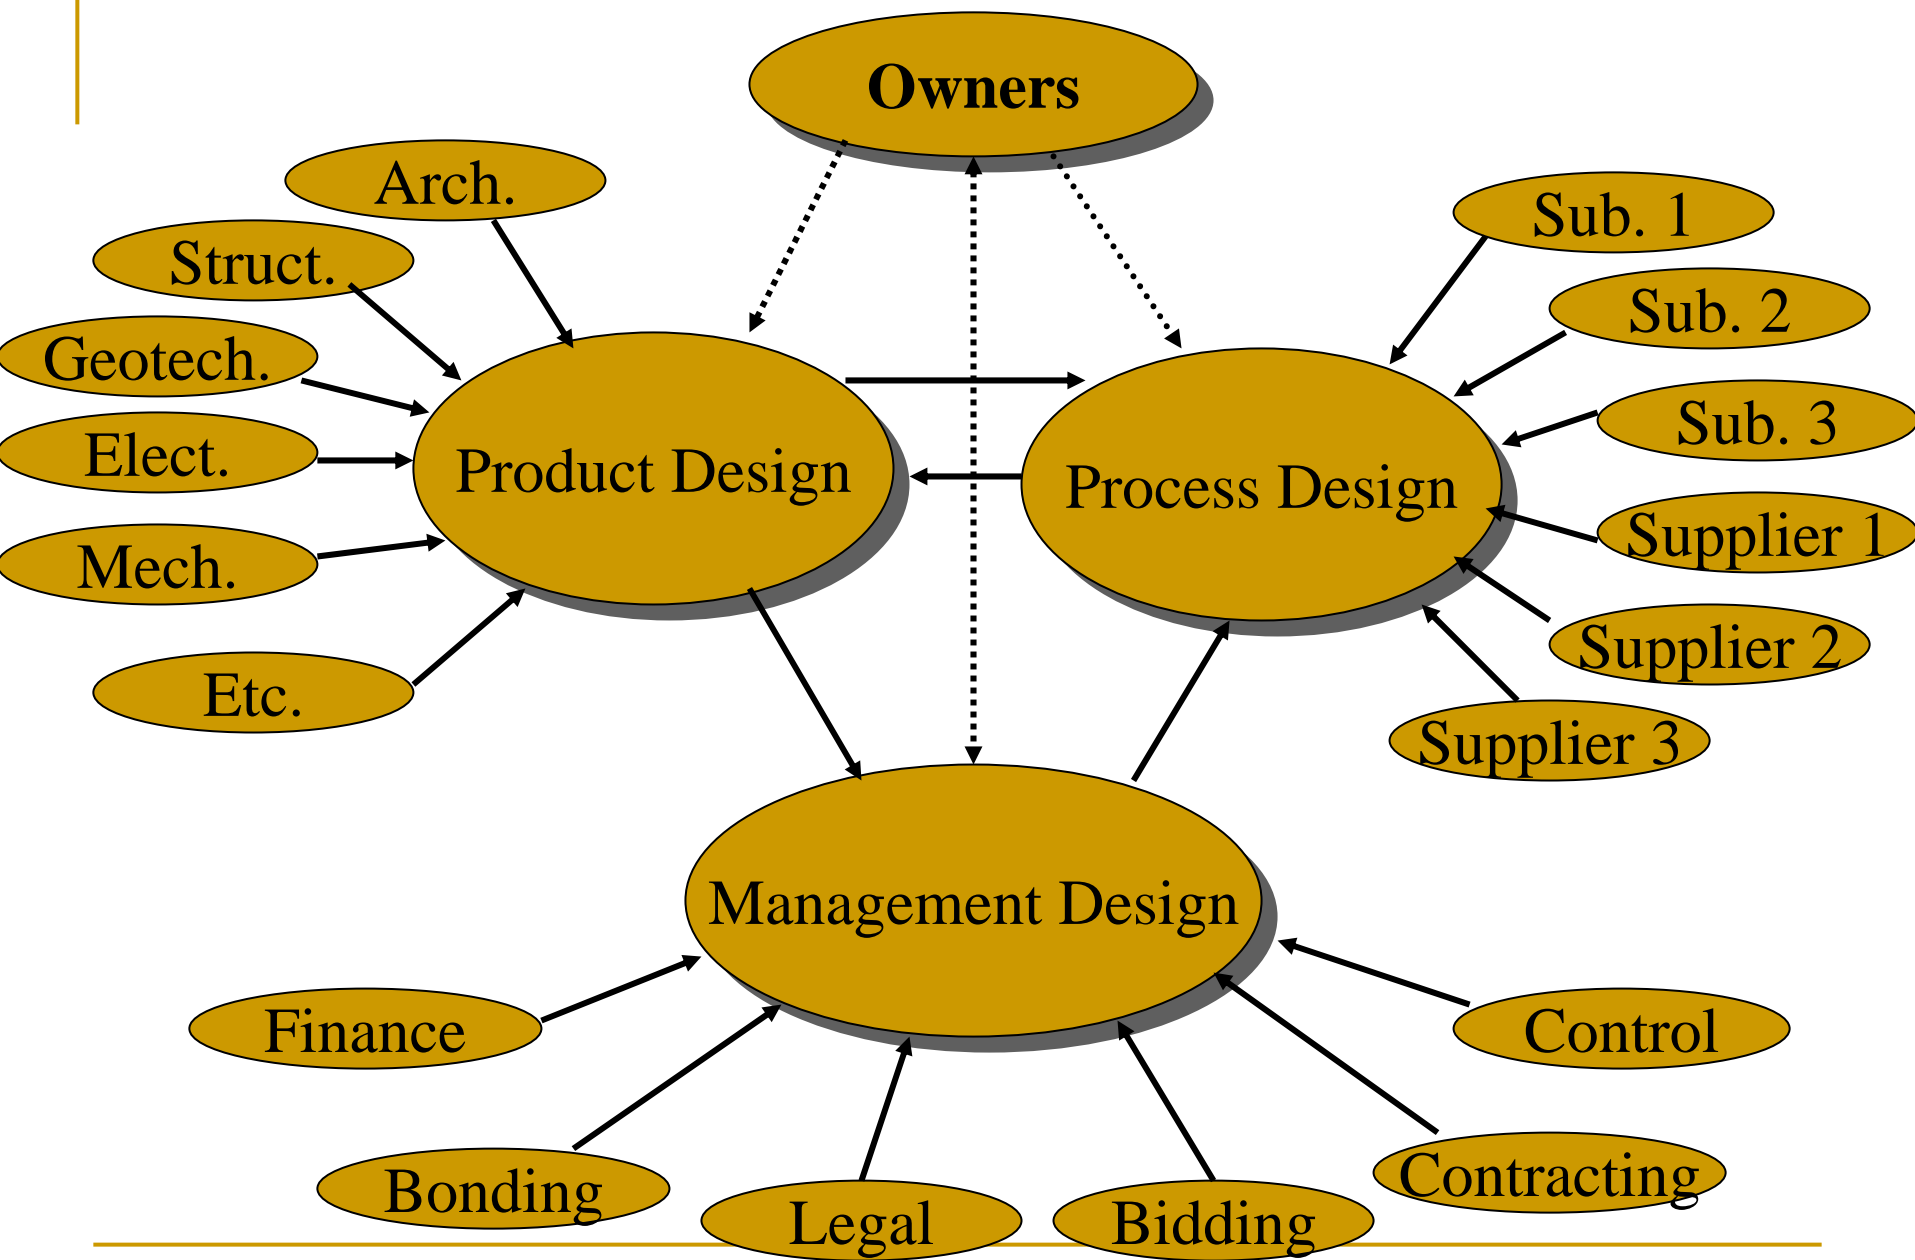 Owners
Arch.
Struct.
Geotech.
Elect.
Mech.
Etc.
Product Design
Process Design
Sub. 1
Sub. 2
Sub. 3
Supplier 1
Supplier 2
Supplier 3
Management Design
Finance
Bonding
Legal
Bidding
Contracting
Control